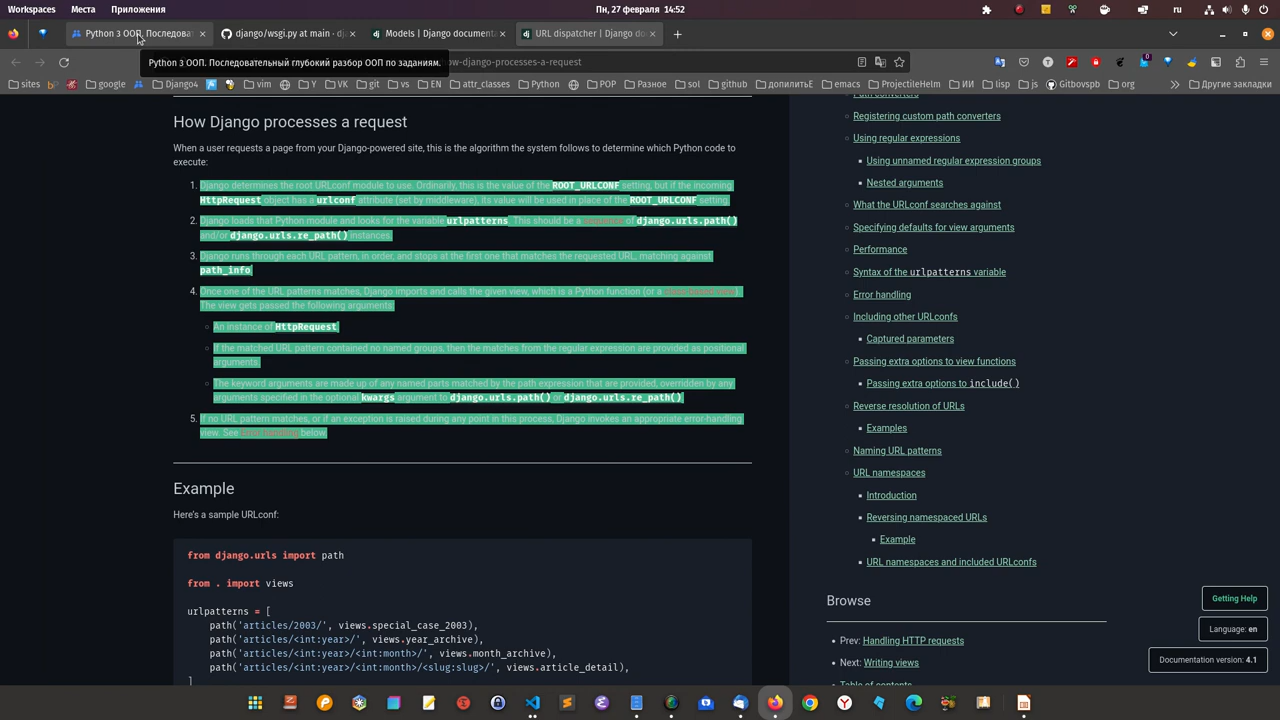 Workspaces Места Приложения Пн, 27 февраля 14:52 ru
Python 3 ООП. Последоват django/wsgi.py at main · dj Models | Django documenta URL dispatcher | Django do
Python 3 ООП. Последовательный глубокий разбор ООП по заданиям. how-django-processes-a-request
sites google Django4 vim Y VK git vs EN attr_classes Python POP Разное sol github допилитьЕ emacs ProjectileHelm ИИ lisp js Gitbovspb org Другие закладки
How Django processes a request
When a user requests a page from your Django-powered site, this is the algorithm the system follows to determine which Python code to
execute:
1. Django determines the root URLconf module to use. Ordinarily, this is the value of the ROOT_URLCONF setting, but if the incoming
HttpRequest object has a urlconf attribute (set by middleware), its value will be used in place of the ROOT_URLCONF setting.
2. Django loads that Python module and looks for the variable urlpatterns. This should be a sequence of django.urls.path()
and/or django.urls.re_path() instances.
3. Django runs through each URL pattern, in order, and stops at the first one that matches the requested URL, matching against
path_info.
4. Once one of the URL patterns matches, Django imports and calls the given view, which is a Python function (or a class-based view).
The view gets passed the following arguments:
An instance of HttpRequest.
If the matched URL pattern contained no named groups, then the matches from the regular expression are provided as positional
arguments.
The keyword arguments are made up of any named parts matched by the path expression that are provided, overridden by any
arguments specified in the optional kwargs argument to django.urls.path() or django.urls.re_path().
5. If no URL pattern matches, or if an exception is raised during any point in this process, Django invokes an appropriate error-handling
view. See Error handling below.
Example
Here's a sample URLconf:
from django.urls import path
from . import views
urlpatterns = [
path('articles/2003/', views.special_case_2003),
path('articles/<int:year>/', views.year_archive),
path('articles/<int:year>/<int:month>/', views.month_archive),
path('articles/<int:year>/<int:month>/<slug:slug>/', views.article_detail),
]
Path converters
Registering custom path converters
Using regular expressions
Using unnamed regular expression groups
Nested arguments
What the URLconf searches against
Specifying defaults for view arguments
Performance
Syntax of the urlpatterns variable
Error handling
Including other URLconfs
Captured parameters
Passing extra options to view functions
Passing extra options to include()
Reverse resolution of URLs
Examples
Naming URL patterns
URL namespaces
Introduction
Reversing namespaced URLs
Example
URL namespaces and included URLconfs
Browse
Prev: Handling HTTP requests
Next: Writing views
Table of contents
Getting Help
Language: en
Documentation version: 4.1